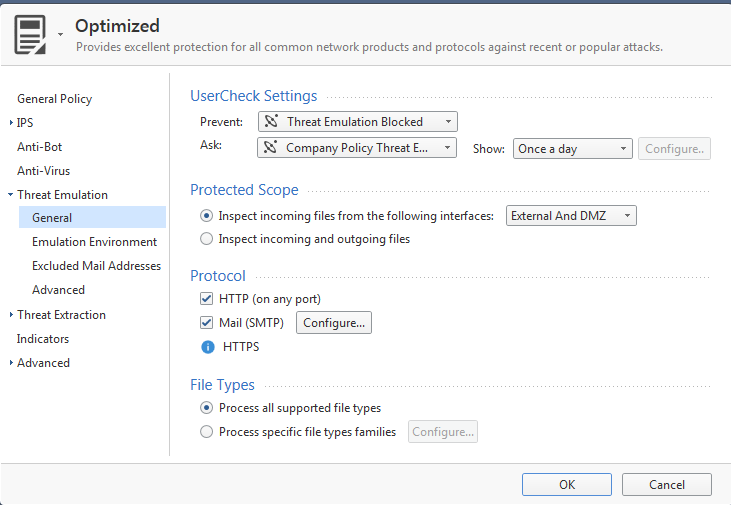 Optimized
Provides excellent protection for all common network products and protocols against recent or popular attacks.
General Policy
IPS
Anti-Bot
Anti-Virus
Threat Emulation
General
Emulation Environment
Excluded Mail Addresses
Advanced
Threat Extraction
Indicators
Advanced
UserCheck Settings
Prevent: Threat Emulation Blocked
Ask: Company Policy Threat E... Show: Once a day Configure..
Protected Scope
Inspect incoming files from the following interfaces: External And DMZ
Inspect incoming and outgoing files
Protocol
HTTP (on any port)
Mail (SMTP) Configure...
HTTPS
File Types
Process all supported file types
Process specific file types families Configure...
OK Cancel